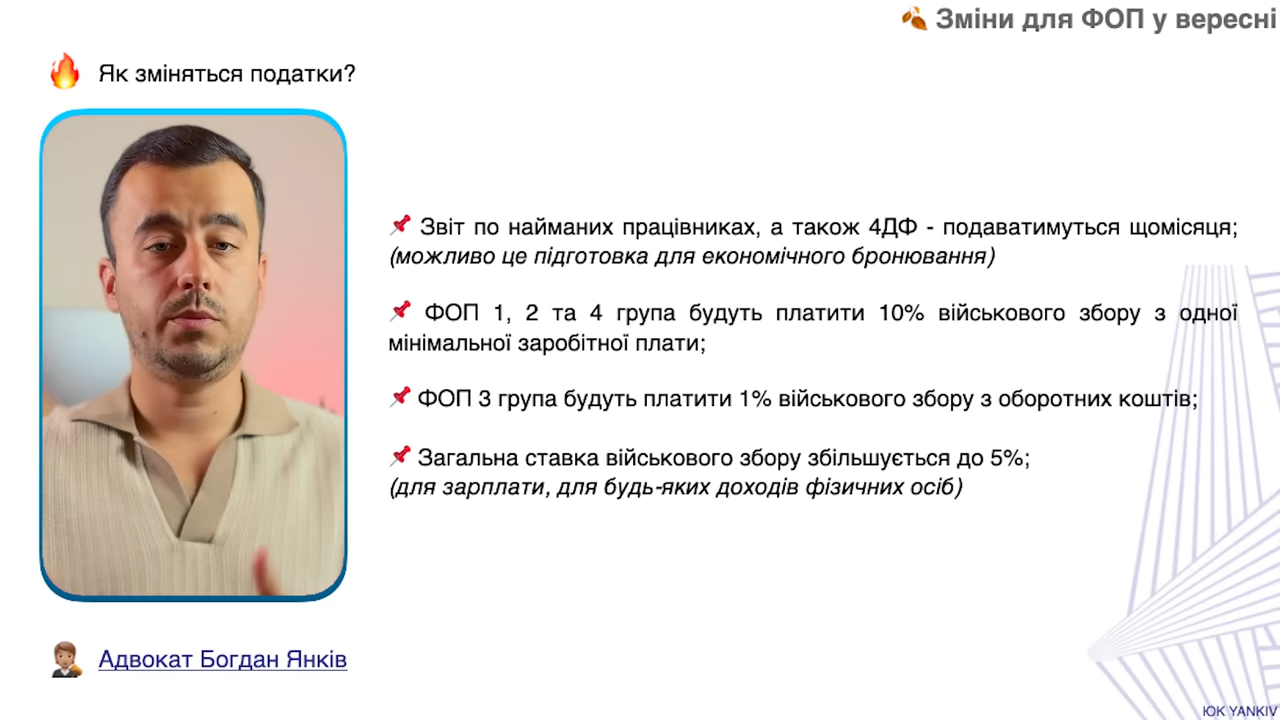 Зміни для ФОП у вересні
Як зміняться податки?
Звіт по найманих працівниках, а також 4ДФ - подаватимуться щомісяця;
(можливо це підготовка для економічного бронювання)
ФОП 1, 2 та 4 група будуть платити 10% військового збору з одної
мінімальної заробітної плати;
ФОП 3 група будуть платити 1% військового збору з оборотних коштів;
Загальна ставка військового збору збільшується до 5%;
(для зарплати, для будь-яких доходів фізичних осіб)
Адвокат Богдан Янків
ЮК YANKIV